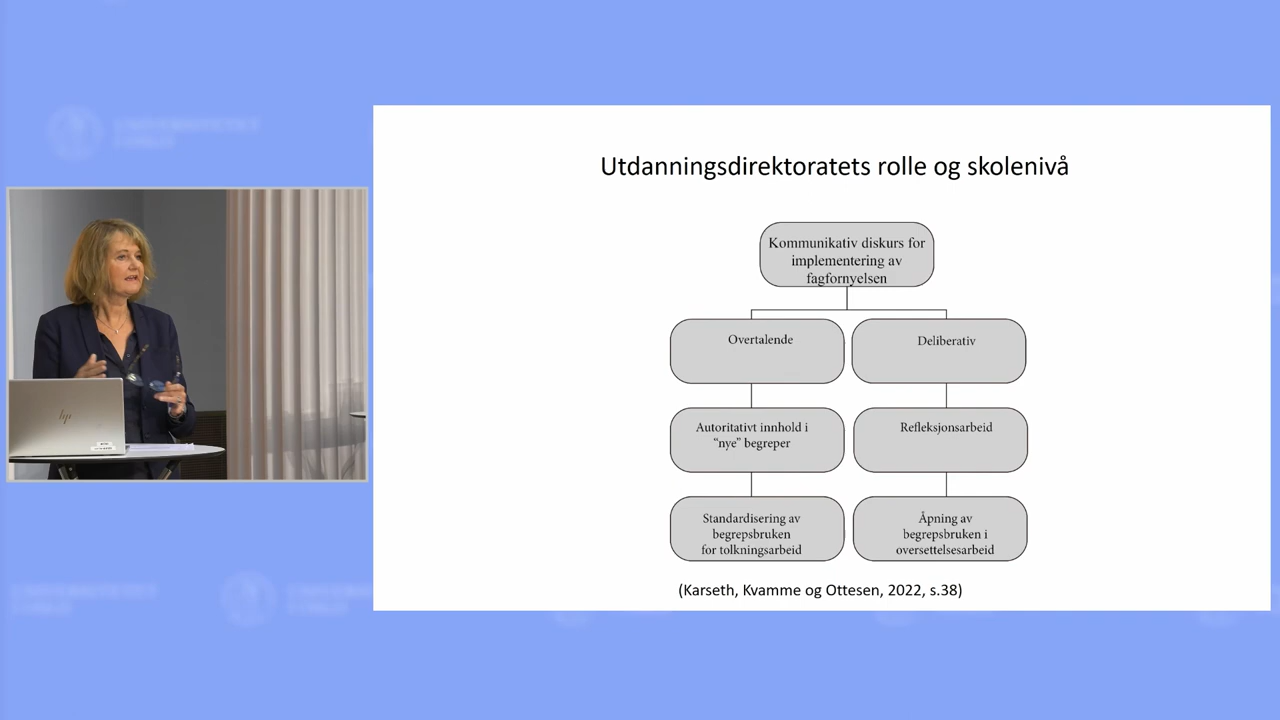 Utdanningsdirektoratets rolle og skolenivå
Kommunikativ diskurs for
implementering av
fagfornyelsen
Overtalende
Deliberativ
Autoritativt innhold i
“nye” begreper
Refleksjonsarbeid
Standardisering av
begrepsbruken
for tolkningsarbeid
Åpning av
begrepsbruken i
oversettelsesarbeid
(Karseth, Kvamme og Ottesen, 2022, s.38)
hp